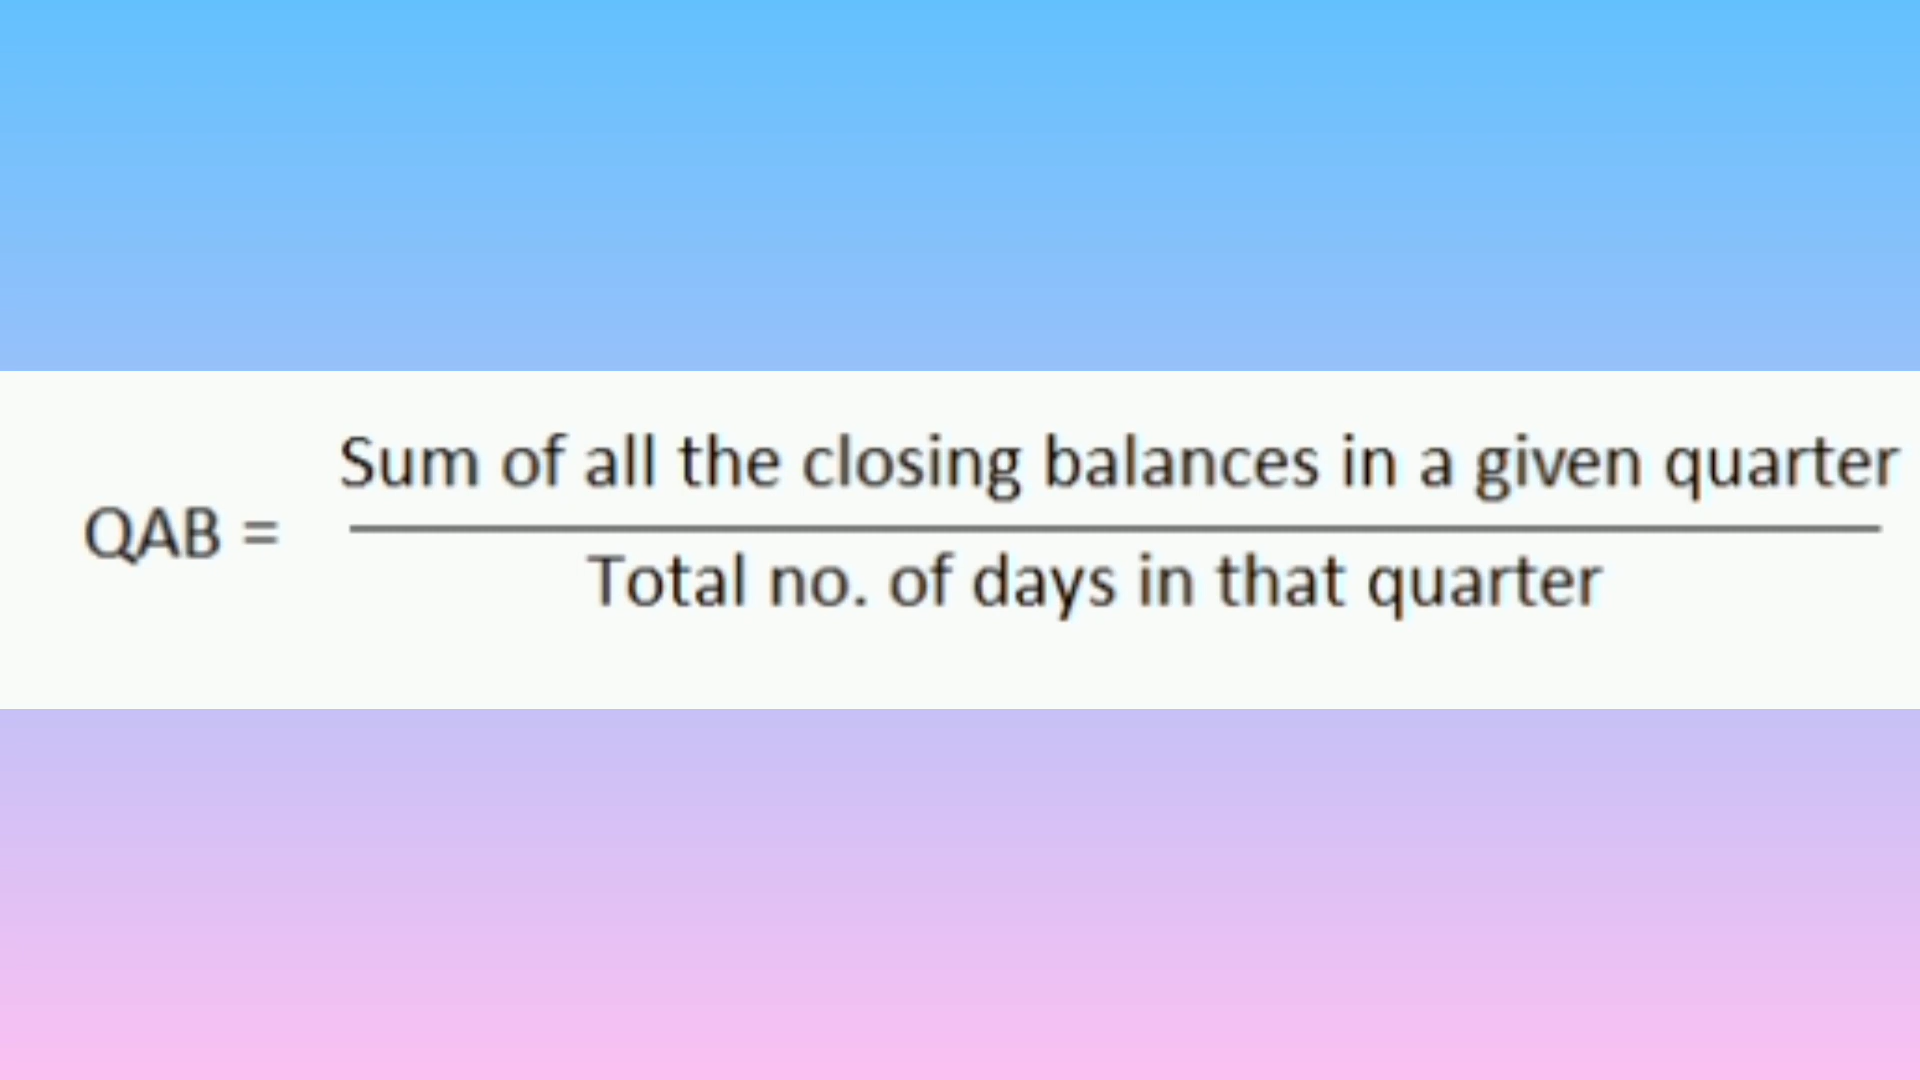 Sum of all the closing balances in a given quarter
QAB =
Total no. of days in that quarter